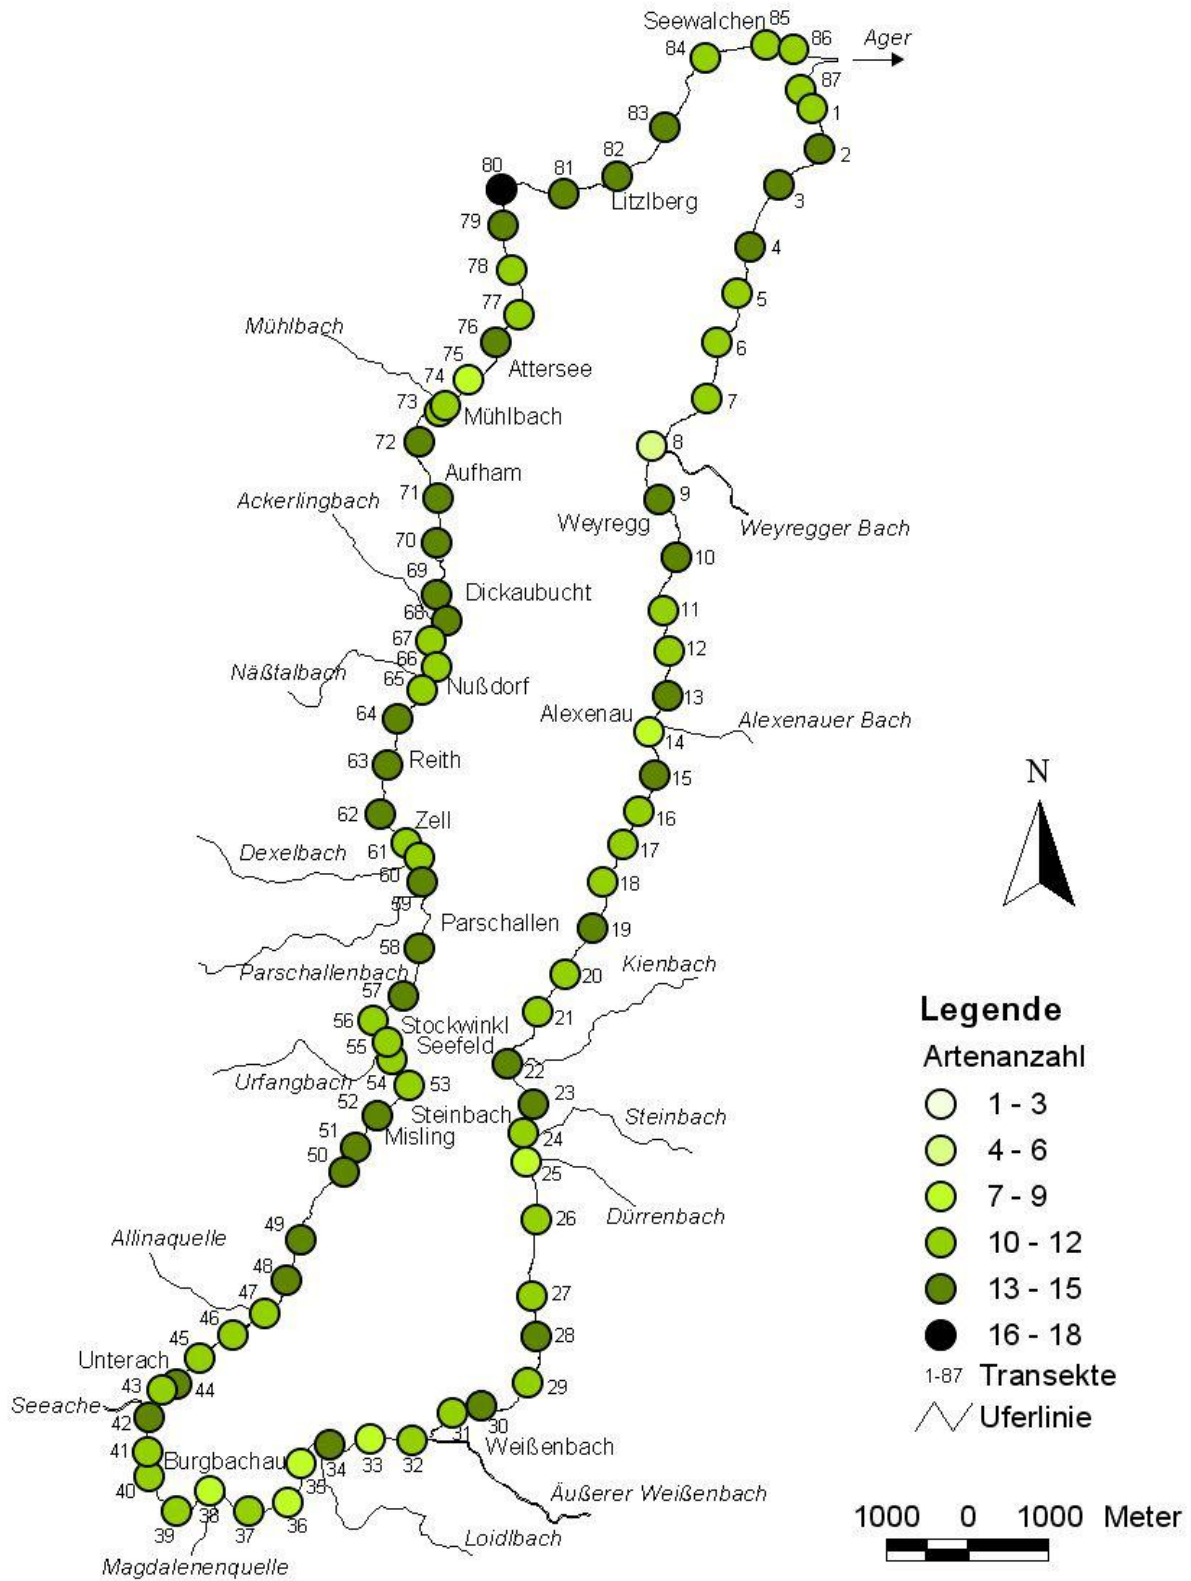 Seewalchen
85
86
84
Ager
87
1
83
2
82
80
81
3
Litzlberg
79
4
78
5
77
76
Mühlbach
6
75
Attersee
74
7
73
Mühlbach
72
8
Aufham
71
9
Ackerlingbach
Weyregg
Weyregger Bach
70
10
69
Dickaubucht
68
11
67
12
66
Näßtalbach
65
Nußdorf
13
64
Alexenau
Alexenauer Bach
14
63
Reith
15
62
Zell
16
61
17
Dexelbach
60
18
59
Parschallen
19
58
Kienbach
Parschallenbach
20
57
56
Stockwinkl
21
55
Seefeld
22
Urfangbach
54
53
23
52
Steinbach
Steinbach
51
Misling
24
50
25
Dürrenbach
26
49
Allinaquelle
48
47
27
46
28
45
Unterach
29
43
44
Seeache
42
30
31
Weißenbach
41
Burgbachau
34
33
32
40
35
Äußerer Weißenbach
39
38
37
36
Loidlbach
Magdalenenquelle
N
Legende
Artenanzahl
1 - 3
4 - 6
7 - 9
10 - 12
13 - 15
16 - 18
1-87 Transekte
Uferlinie
1000 0 1000 Meter